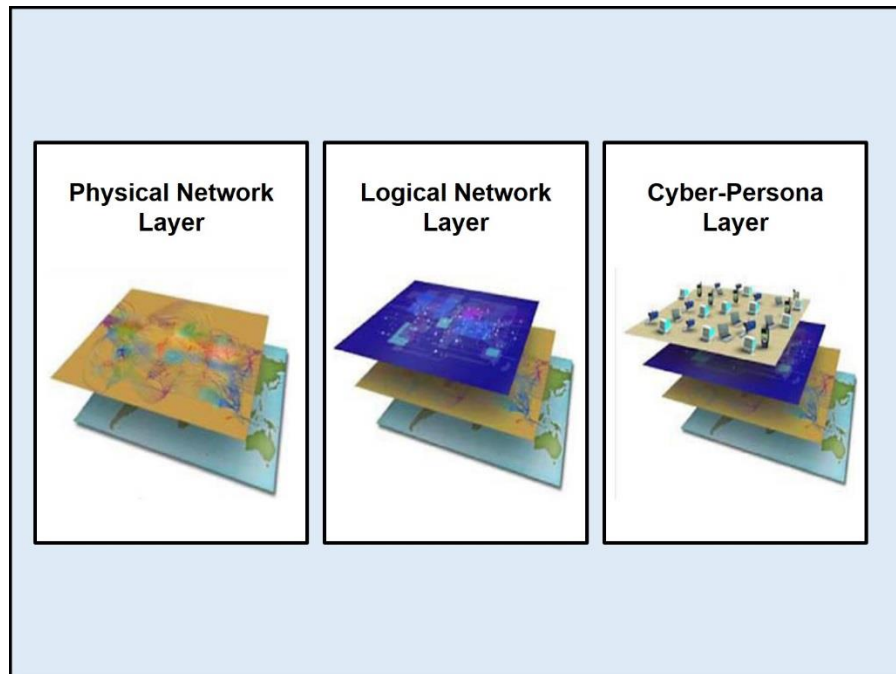 Physical Network
Layer
Logical Network
Layer
Cyber-Persona
Layer